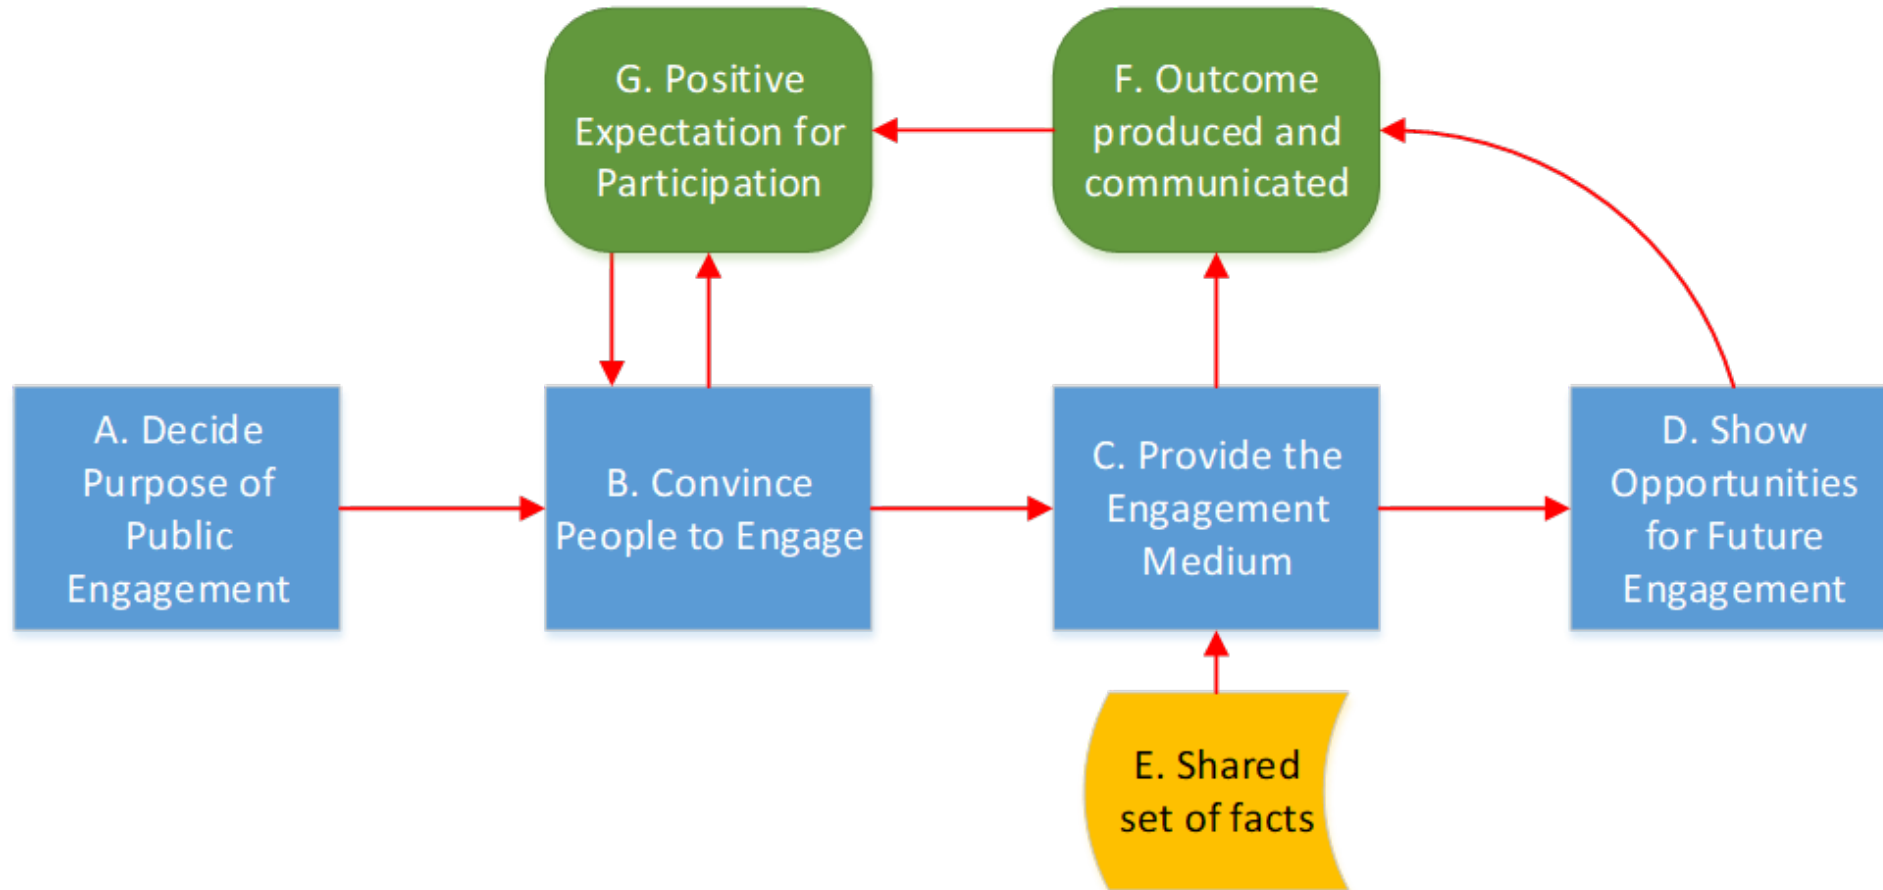 G. Positive
Expectation for
Participation
F. Outcome
produced and
communicated
A. Decide
Purpose of
Public
Engagement
B. Convince
People to Engage
C. Provide the
Engagement
Medium
D. Show
Opportunities
for Future
Engagement
E. Shared
set of facts